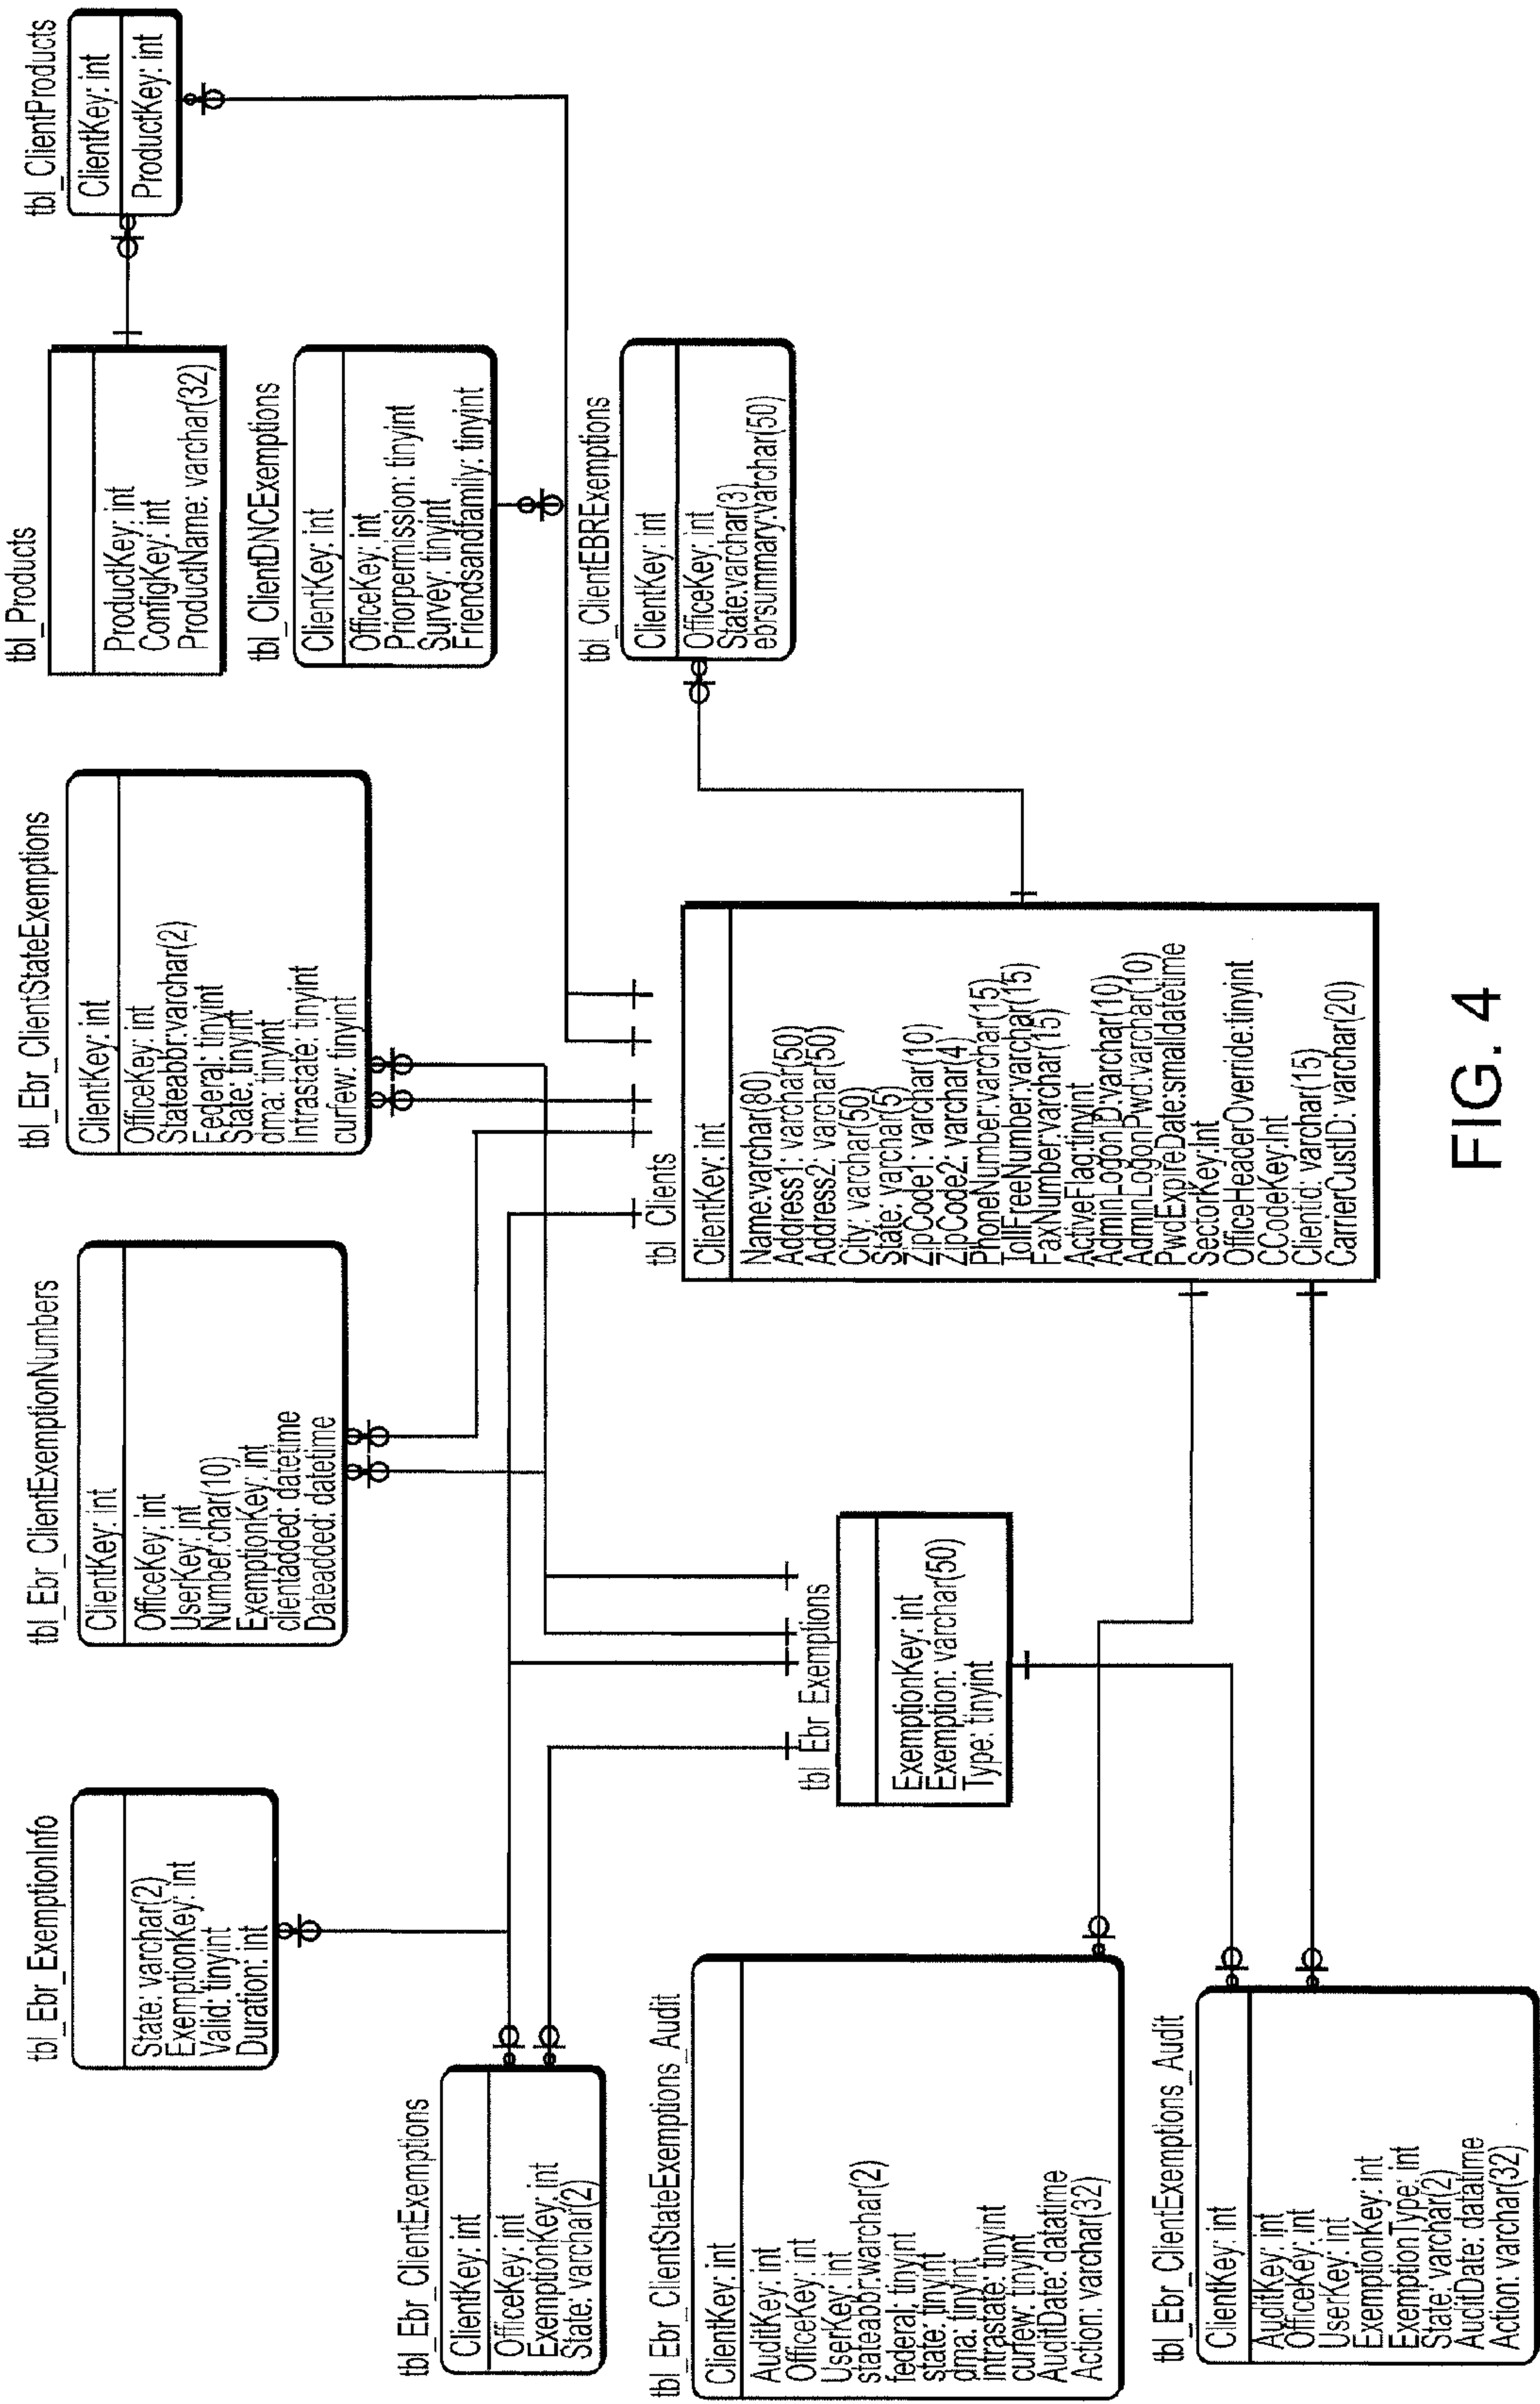 tbl_Ebr_ExemptionInfo
State: varchar(2)
ExemptionKey: int
Valid: tinyint
Duration: int
tbl_Ebr_ClientExemptionNumbers
ClientKey: int
OfficeKey: int
UserKey: int
Number:char(10)
ExemptionKey: int
clientadded: datetime
Dateadded: datetime
tbl_Ebr_ClientStateExemptions
ClientKey: int
OfficeKey: int
Stateabbr:varchar(2)
Federal: tinyint
State: tinyint
dma: tinyint
Intrastate: tinyint
curfew: tinyint
tbl_Products
ProductKey: int
ConfigKey: int
ProductName: varchar(32)
tbl_ClientProducts
ClientKey: int
ProductKey: int
tbl_ClientDNCExemptions
ClientKey: int
OfficeKey: int
Priorpermission: tinyint
Survey: tinyint
Friendsandfamily: tinyint
tbl_Ebr_ClientExemptions
ClientKey: int
OfficeKey: int
ExemptionKey: int
State: varchar(2)
tbl_ClientEBRExemptions
ClientKey: int
OfficeKey: int
State:varchar(3)
ebrsummary:varchar(50)
tbl_Ebr_ClientStateExemptions_Audit
ClientKey: int
AuditKey: int
OfficeKey: int
UserKey: int
stateabbr:warchar(2)
federal: tinyint
state: tinyint
dma: tinyint
intrastate: tinyint
curfew: tinyint
AuditDate: datatime
Action: varchar(32)
tbl_Ebr_Exemptions
ExemptionKey: int
Exemption: varchar(50)
Type: tinyint
tbl_Clients
ClientKey: int
Name:varchar(80)
Address1: varchar(50)
Address2: varchar(50)
City: varchar(50)
State: varchar(5)
ZipCode1: varchar(10)
ZipCode2: varchar(4)
PhoneNumber:varchar(15)
TollFreeNumber:varchar(15)
FaxNumber:varchar(15)
ActiveFlag:tinyint
AdminLogonID:varchar(10)
AdminLogonPwd:varchar(10)
PwdExpireDate:smalldatetime
SectorKey:Int
OfficeHeaderOverride:tinyint
CCodeKey:Int
Clientid: varchar(15)
CarrierCustID: varchar(20)
tbl_Ebr_ClientExemptions_Audit
ClientKey: int
AuditKey: int
OfficeKey: int
UserKey: int
ExemptionKey: int
ExemptionType: int
State: varchar(2)
AuditDate: datatime
Action: varchar(32)
FIG. 4